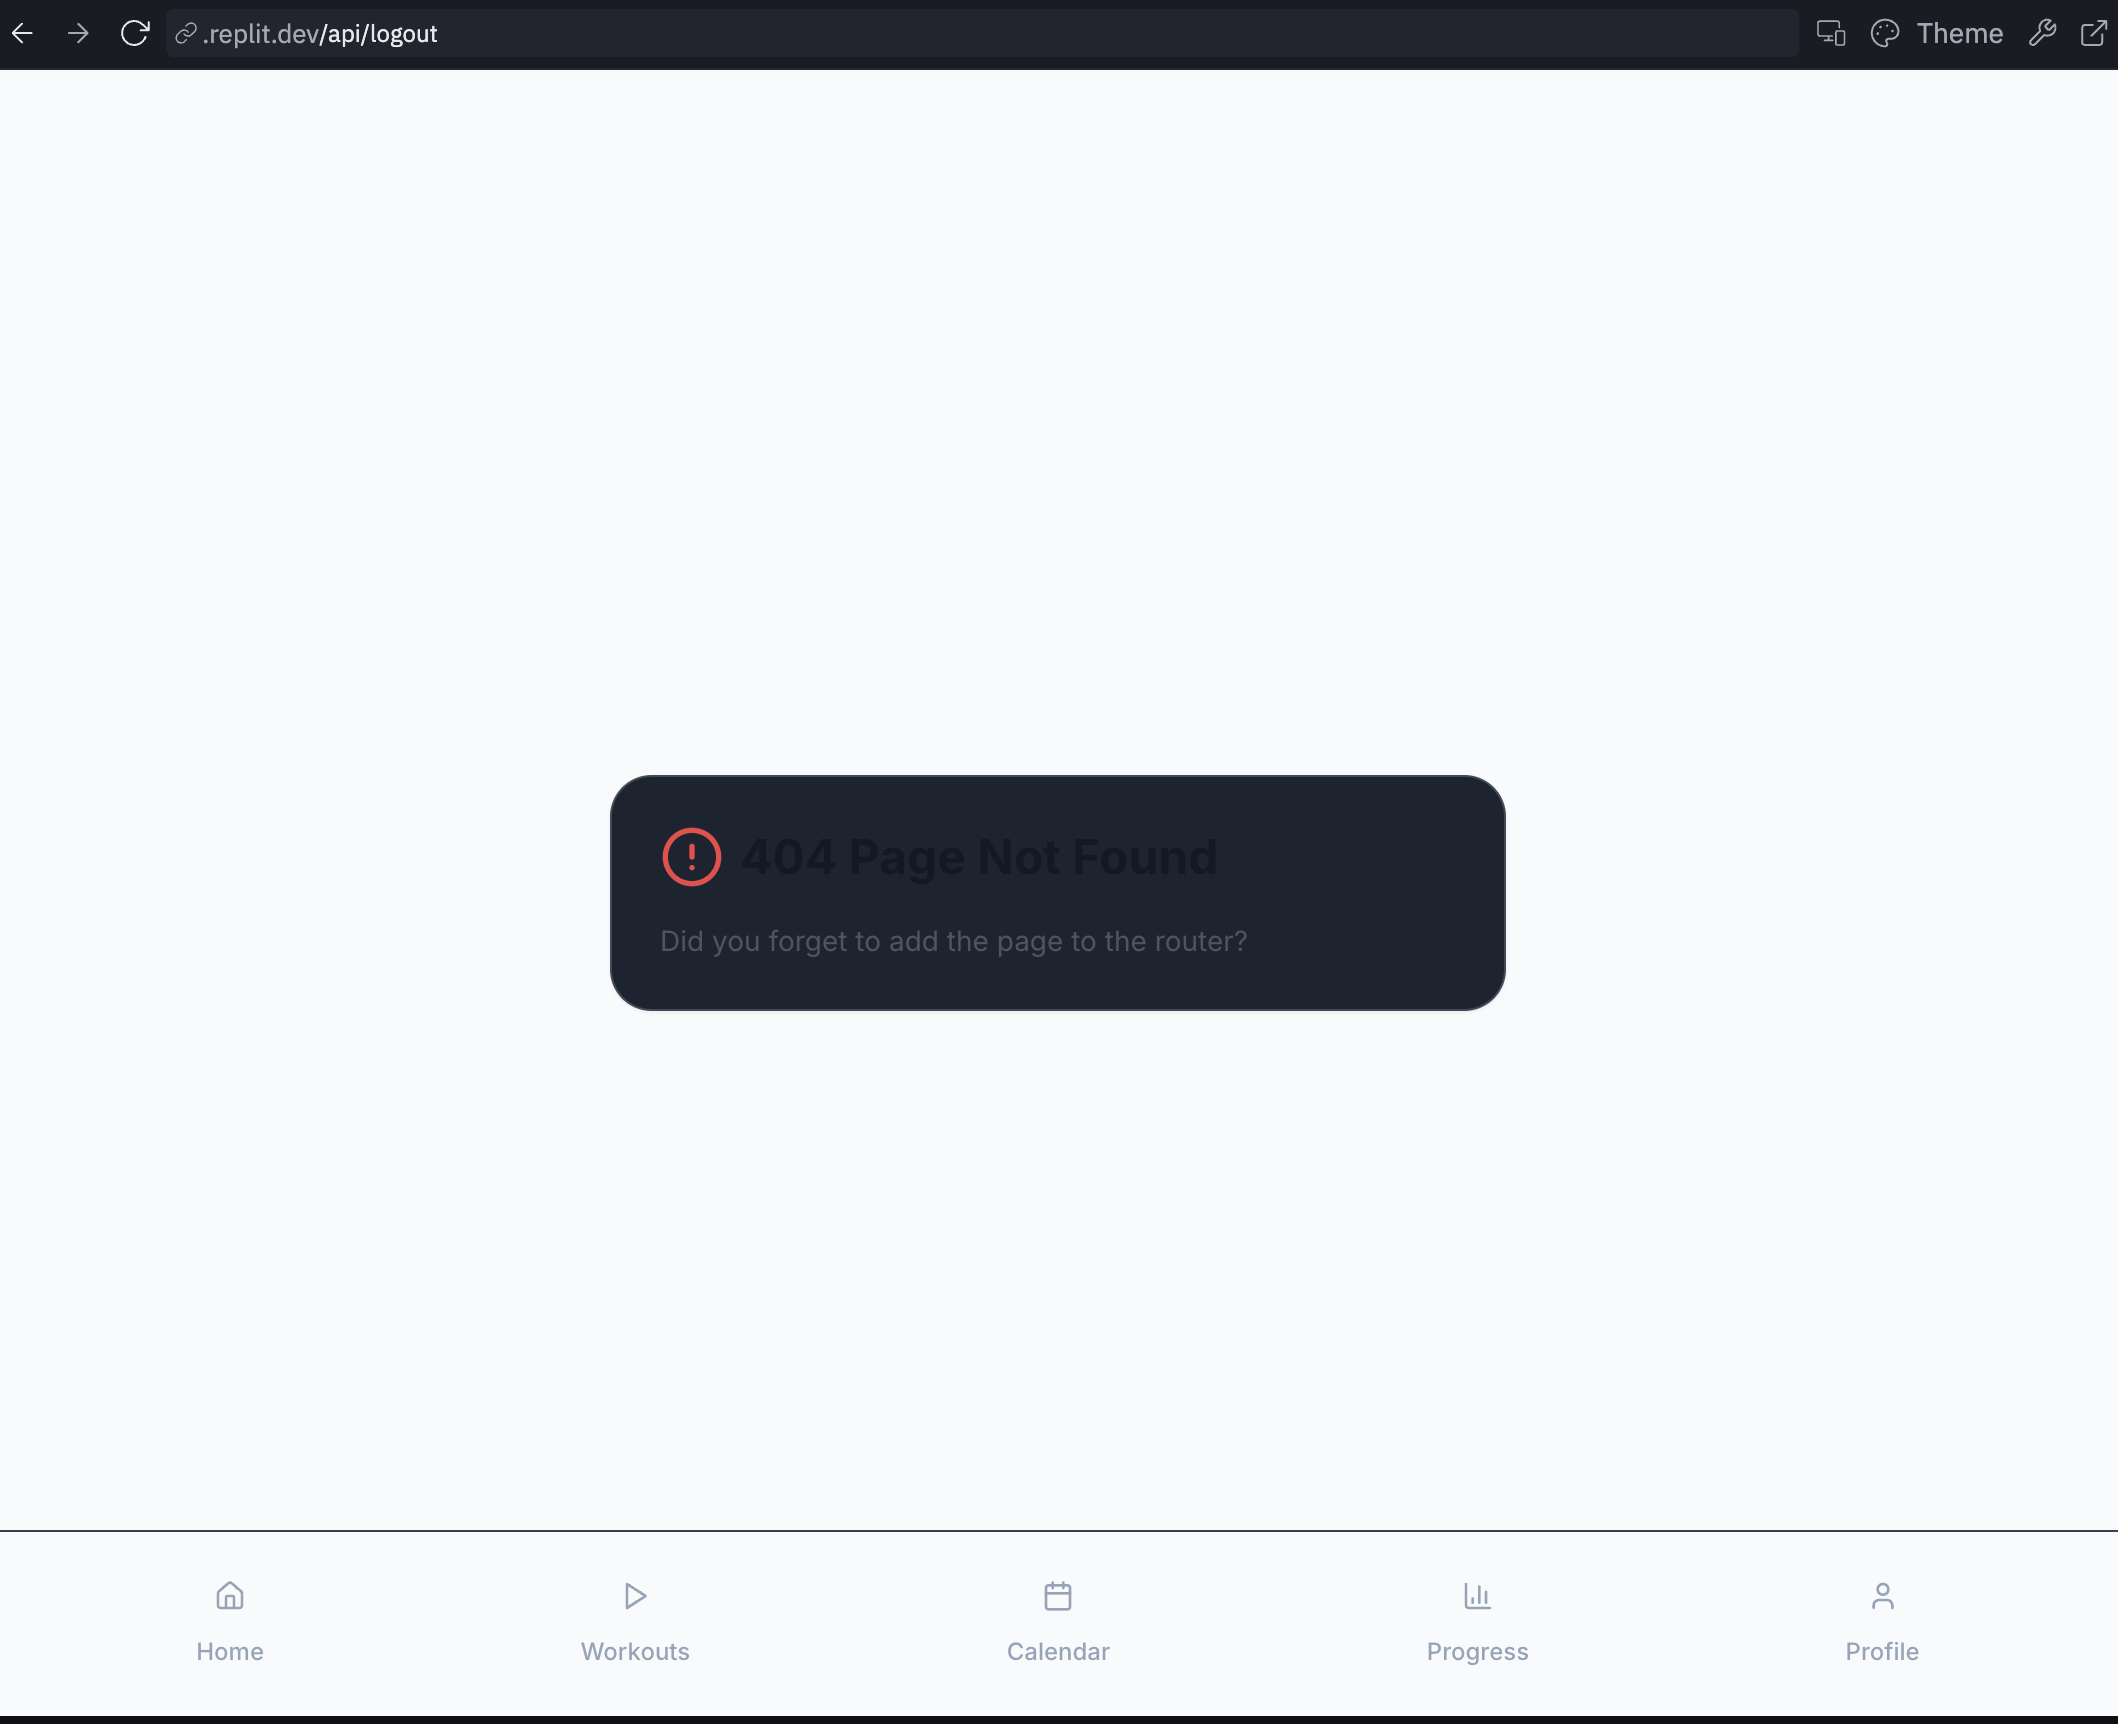 .replit.dev/api/logout
Theme
404 Page Not Found
Did you forget to add the page to the router?
Home
Workouts
Calendar
Progress
Profile